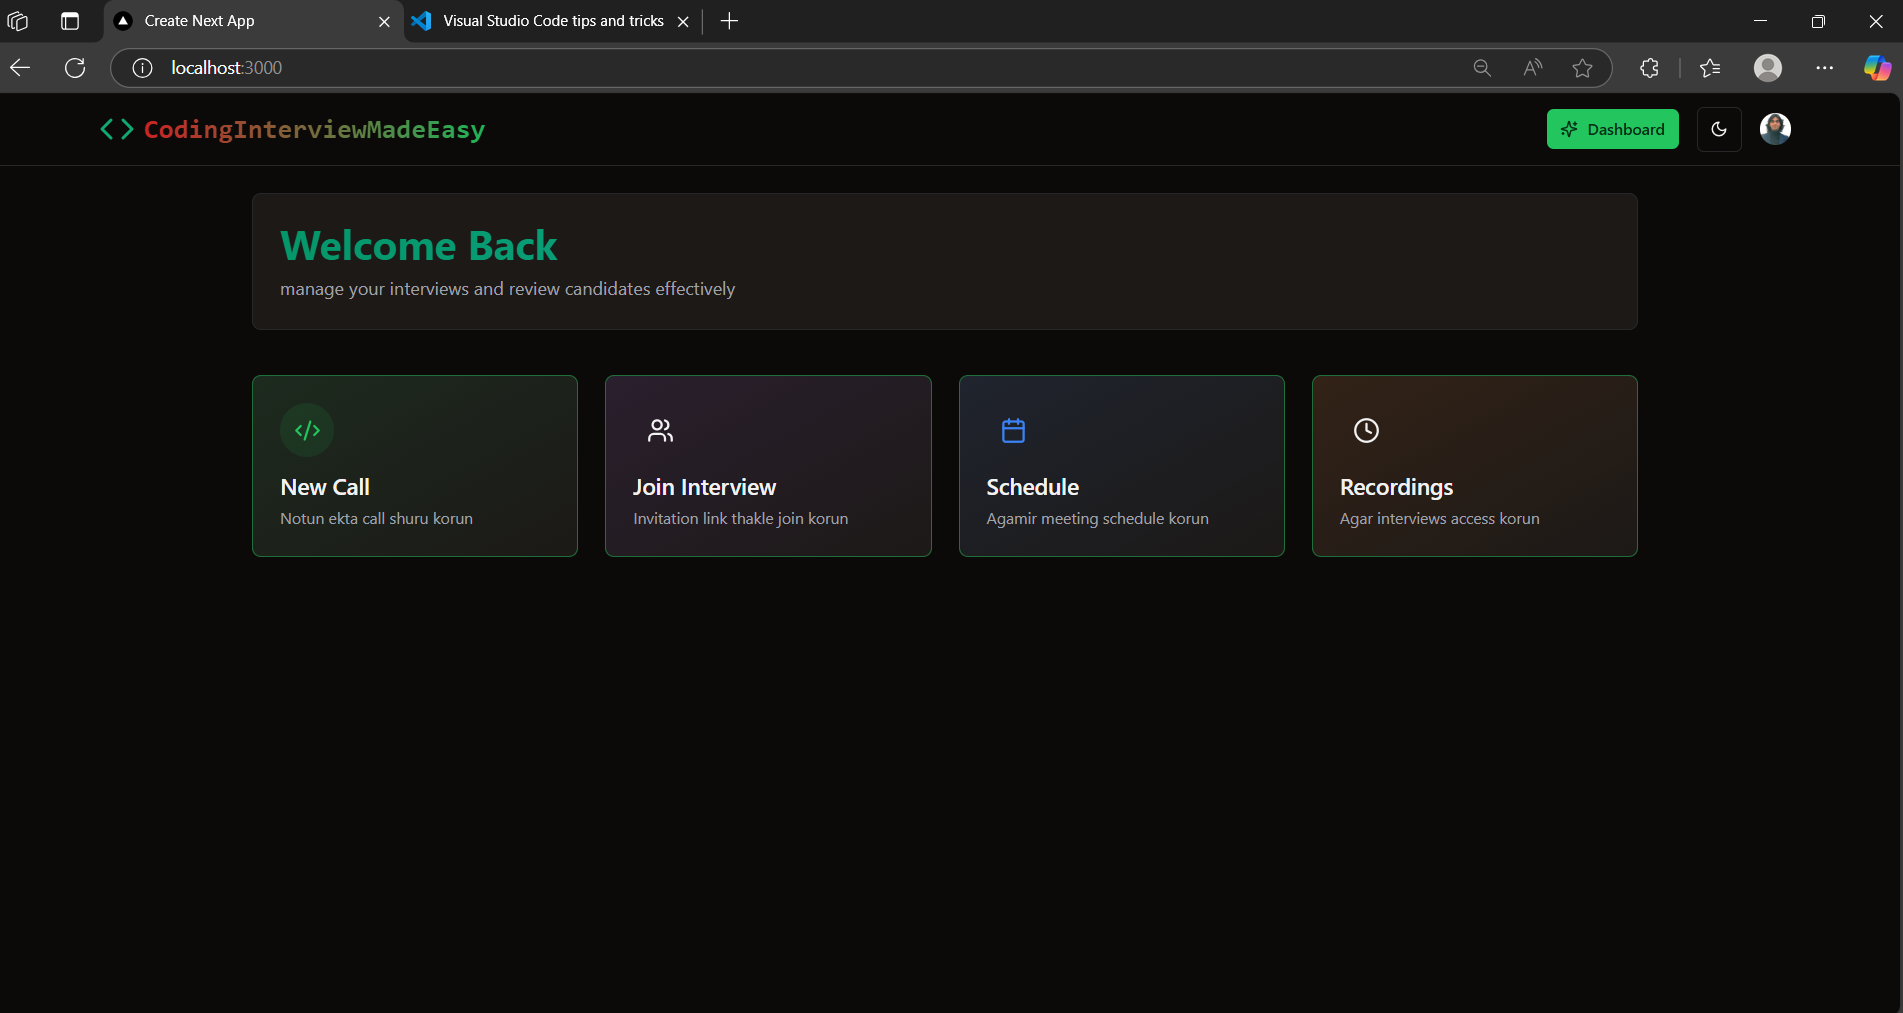 Create Next App
Visual Studio Code tips and tricks
localhost:3000
CodingInterviewMadeEasy
Dashboard
Welcome Back
manage your interviews and review candidates effectively
New Call
Notun ekta call shuru korun
Join Interview
Invitation link thakle join korun
Schedule
Agamir meeting schedule korun
Recordings
Agar interviews access korun